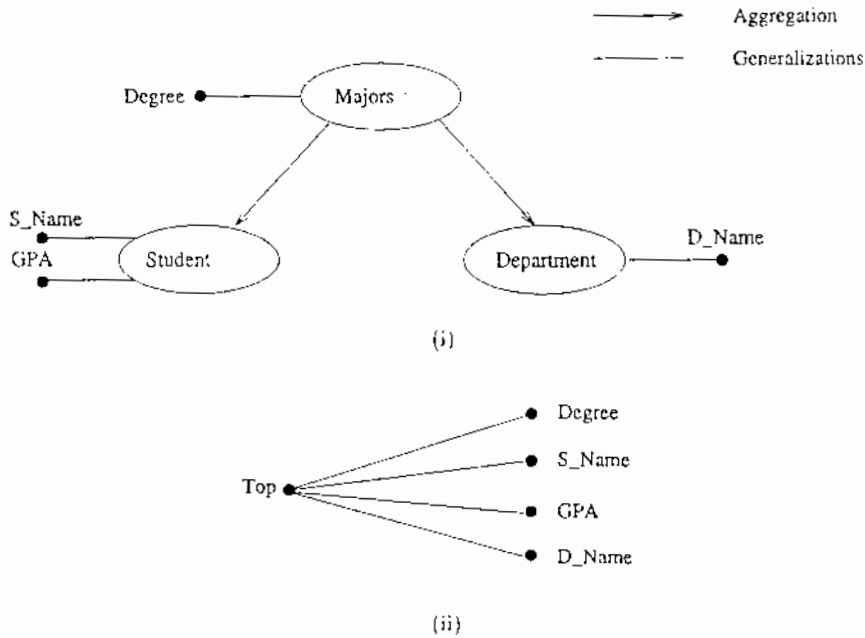 Aggregation
Generalizations
Degree
Majors
S_Name
GPA
Student
Department
D_Name
(i)
Degree
S_Name
Top
GPA
D_Name
(ii)